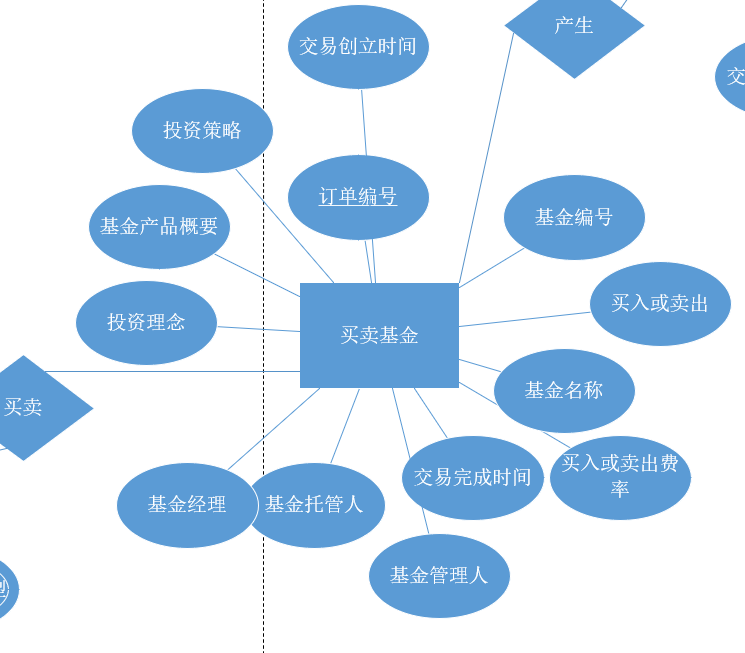 产生
交易创立时间
交
投资策略
订单编号
基金产品概要
基金编号
买入或卖出
投资理念
买卖基金
基金名称
买卖
买入或卖出费
率
交易完成时间
基金经理
基金托管人
基金管理人
型